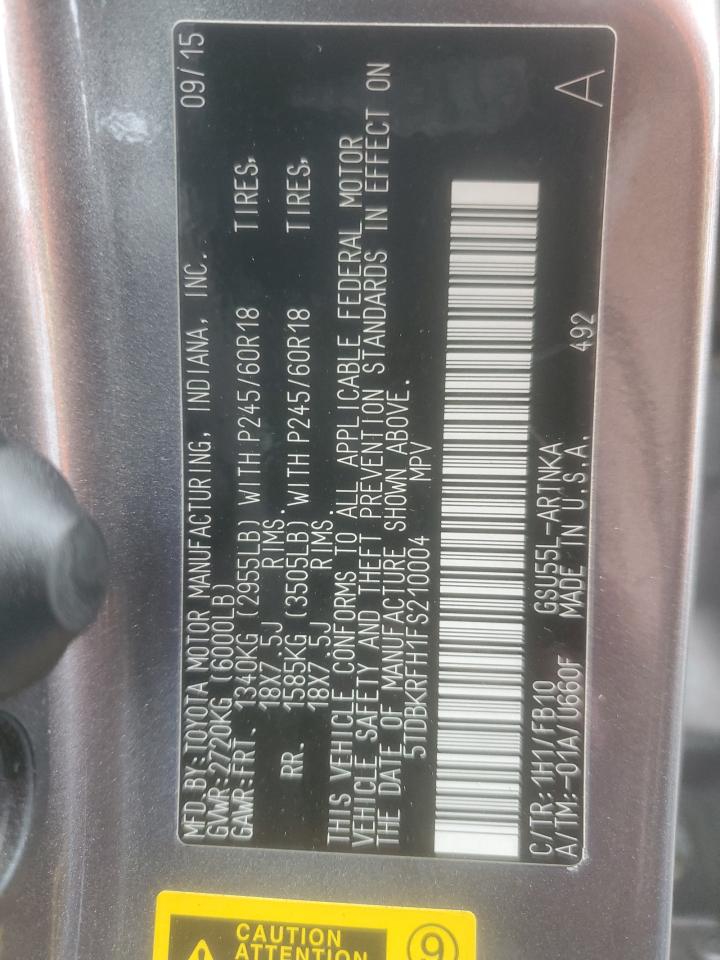 MFD.BY:TOYOTA MOTOR MANUFACTURING, INDIANA, INC. 09/15
GVWR:2720KG (6000LB)
GAWR:FRT. 1340KG (2955LB) WITH P245/60R18 TIRES,
18X7.5J RIMS.
RR. 1585KG (3505LB) WITH P245/60R18 TIRES,
18X7.5J RIMS.
THIS VEHICLE CONFORMS TO ALL APPLICABLE FEDERAL MOTOR
VEHICLE SAFETY AND THEFT PREVENTION STANDARDS IN EFFECT ON
THE DATE OF MANUFACTURE SHOWN ABOVE.
5TDBKRFH1FS210004 MPV
C/TR:1H1/FB10 GSU55L-ARTNKA
A/TM:-01A/U660F MADE IN U.S.A. 492 A
CAUTION
ATTENTION
9